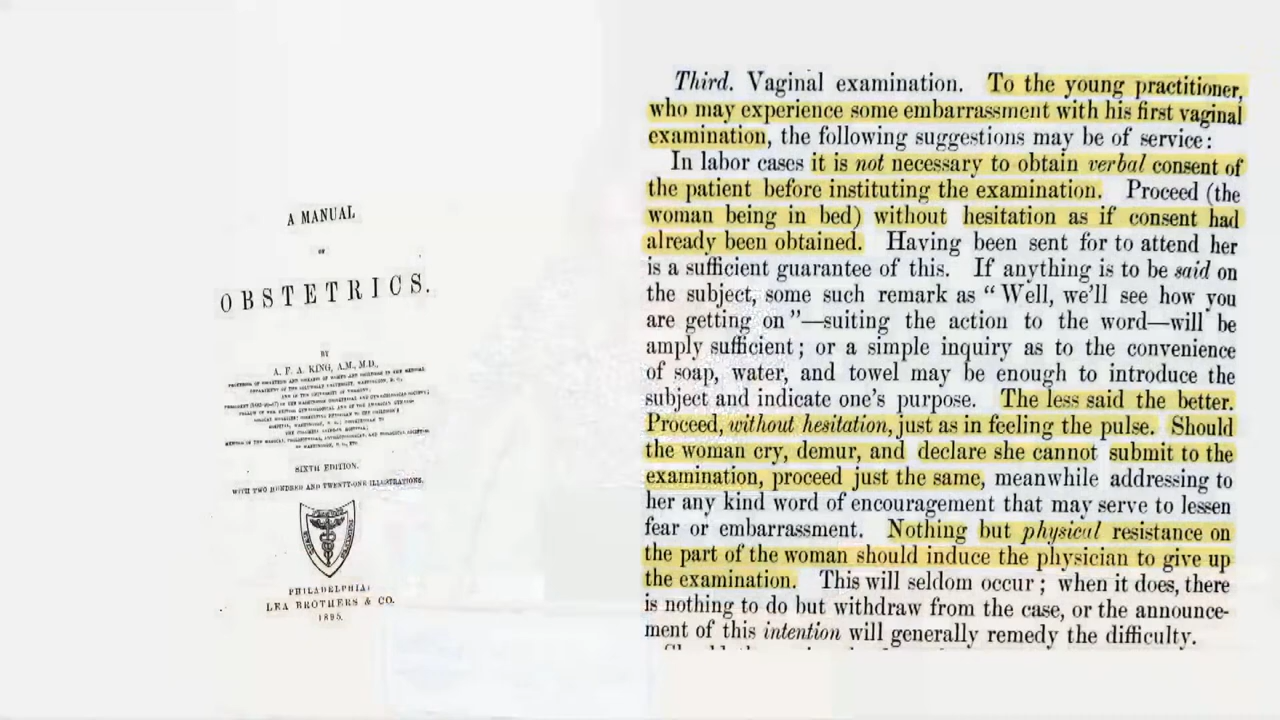 A MANUAL
OF
OBSTETRICS.
BY
A. F. A. KING, A.M., M.D.,
SIXTH EDITION.
WITH TWO HUNDRED AND TWENTY-ONE ILLUSTRATIONS.
PHILADELPHIA:
LEA BROTHERS & CO.
1895.
Third. Vaginal examination. To the young practitioner,
who may experience some embarrassment with his first vaginal
examination, the following suggestions may be of service:
In labor cases it is not necessary to obtain verbal consent of
the patient before instituting the examination. Proceed (the
woman being in bed) without hesitation as if consent had
already been obtained. Having been sent for to attend her
is a sufficient guarantee of this. If anything is to be said on
the subject, some such remark as “Well, we’ll see how you
are getting on”—suiting the action to the word—will be
amply sufficient; or a simple inquiry as to the convenience
of soap, water, and towel may be enough to introduce the
subject and indicate one’s purpose. The less said the better.
Proceed, without hesitation, just as in feeling the pulse. Should
the woman cry, demur, and declare she cannot submit to the
examination, proceed just the same, meanwhile addressing to
her any kind word of encouragement that may serve to lessen
fear or embarrassment. Nothing but physical resistance on
the part of the woman should induce the physician to give up
the examination. This will seldom occur; when it does, there
is nothing to do but withdraw from the case, or the announce-
ment of this intention will generally remedy the difficulty.